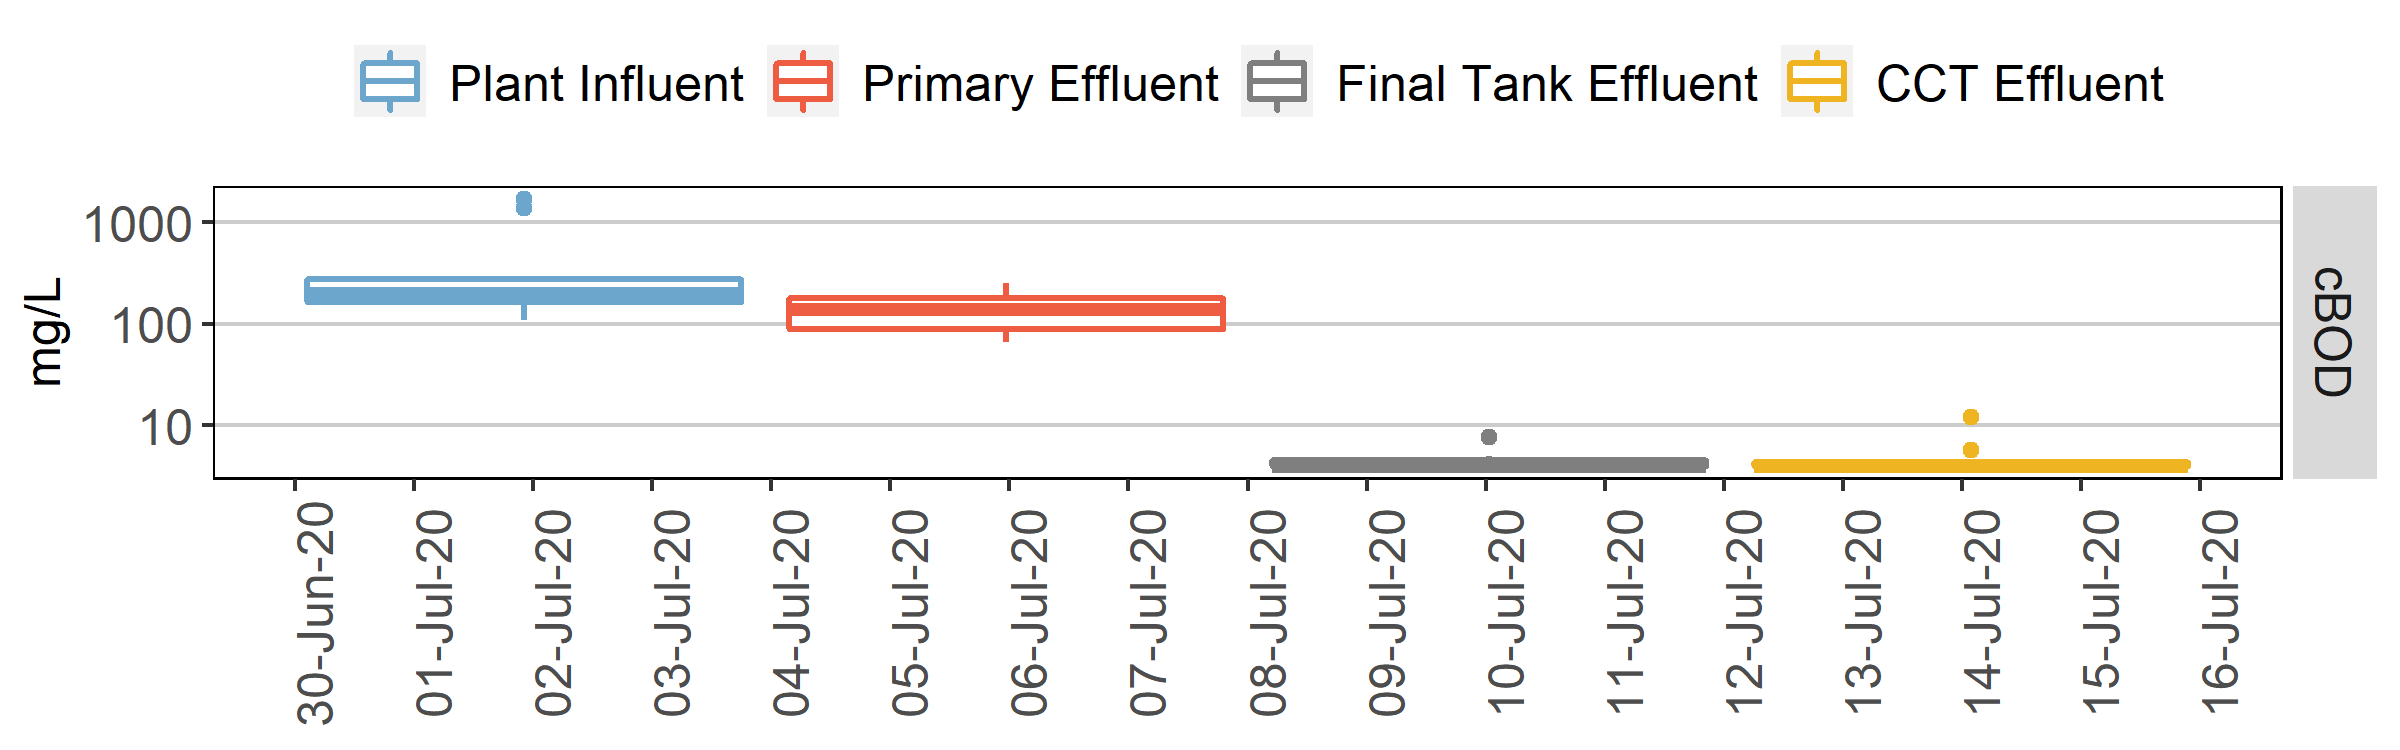 Plant Influent Primary Effluent Final Tank Effluent CCT Effluent
mg/L
1000
100
10
cBOD
30-Jun-20
01-Jul-20
02-Jul-20
03-Jul-20
04-Jul-20
05-Jul-20
06-Jul-20
07-Jul-20
08-Jul-20
09-Jul-20
10-Jul-20
11-Jul-20
12-Jul-20
13-Jul-20
14-Jul-20
15-Jul-20
16-Jul-20